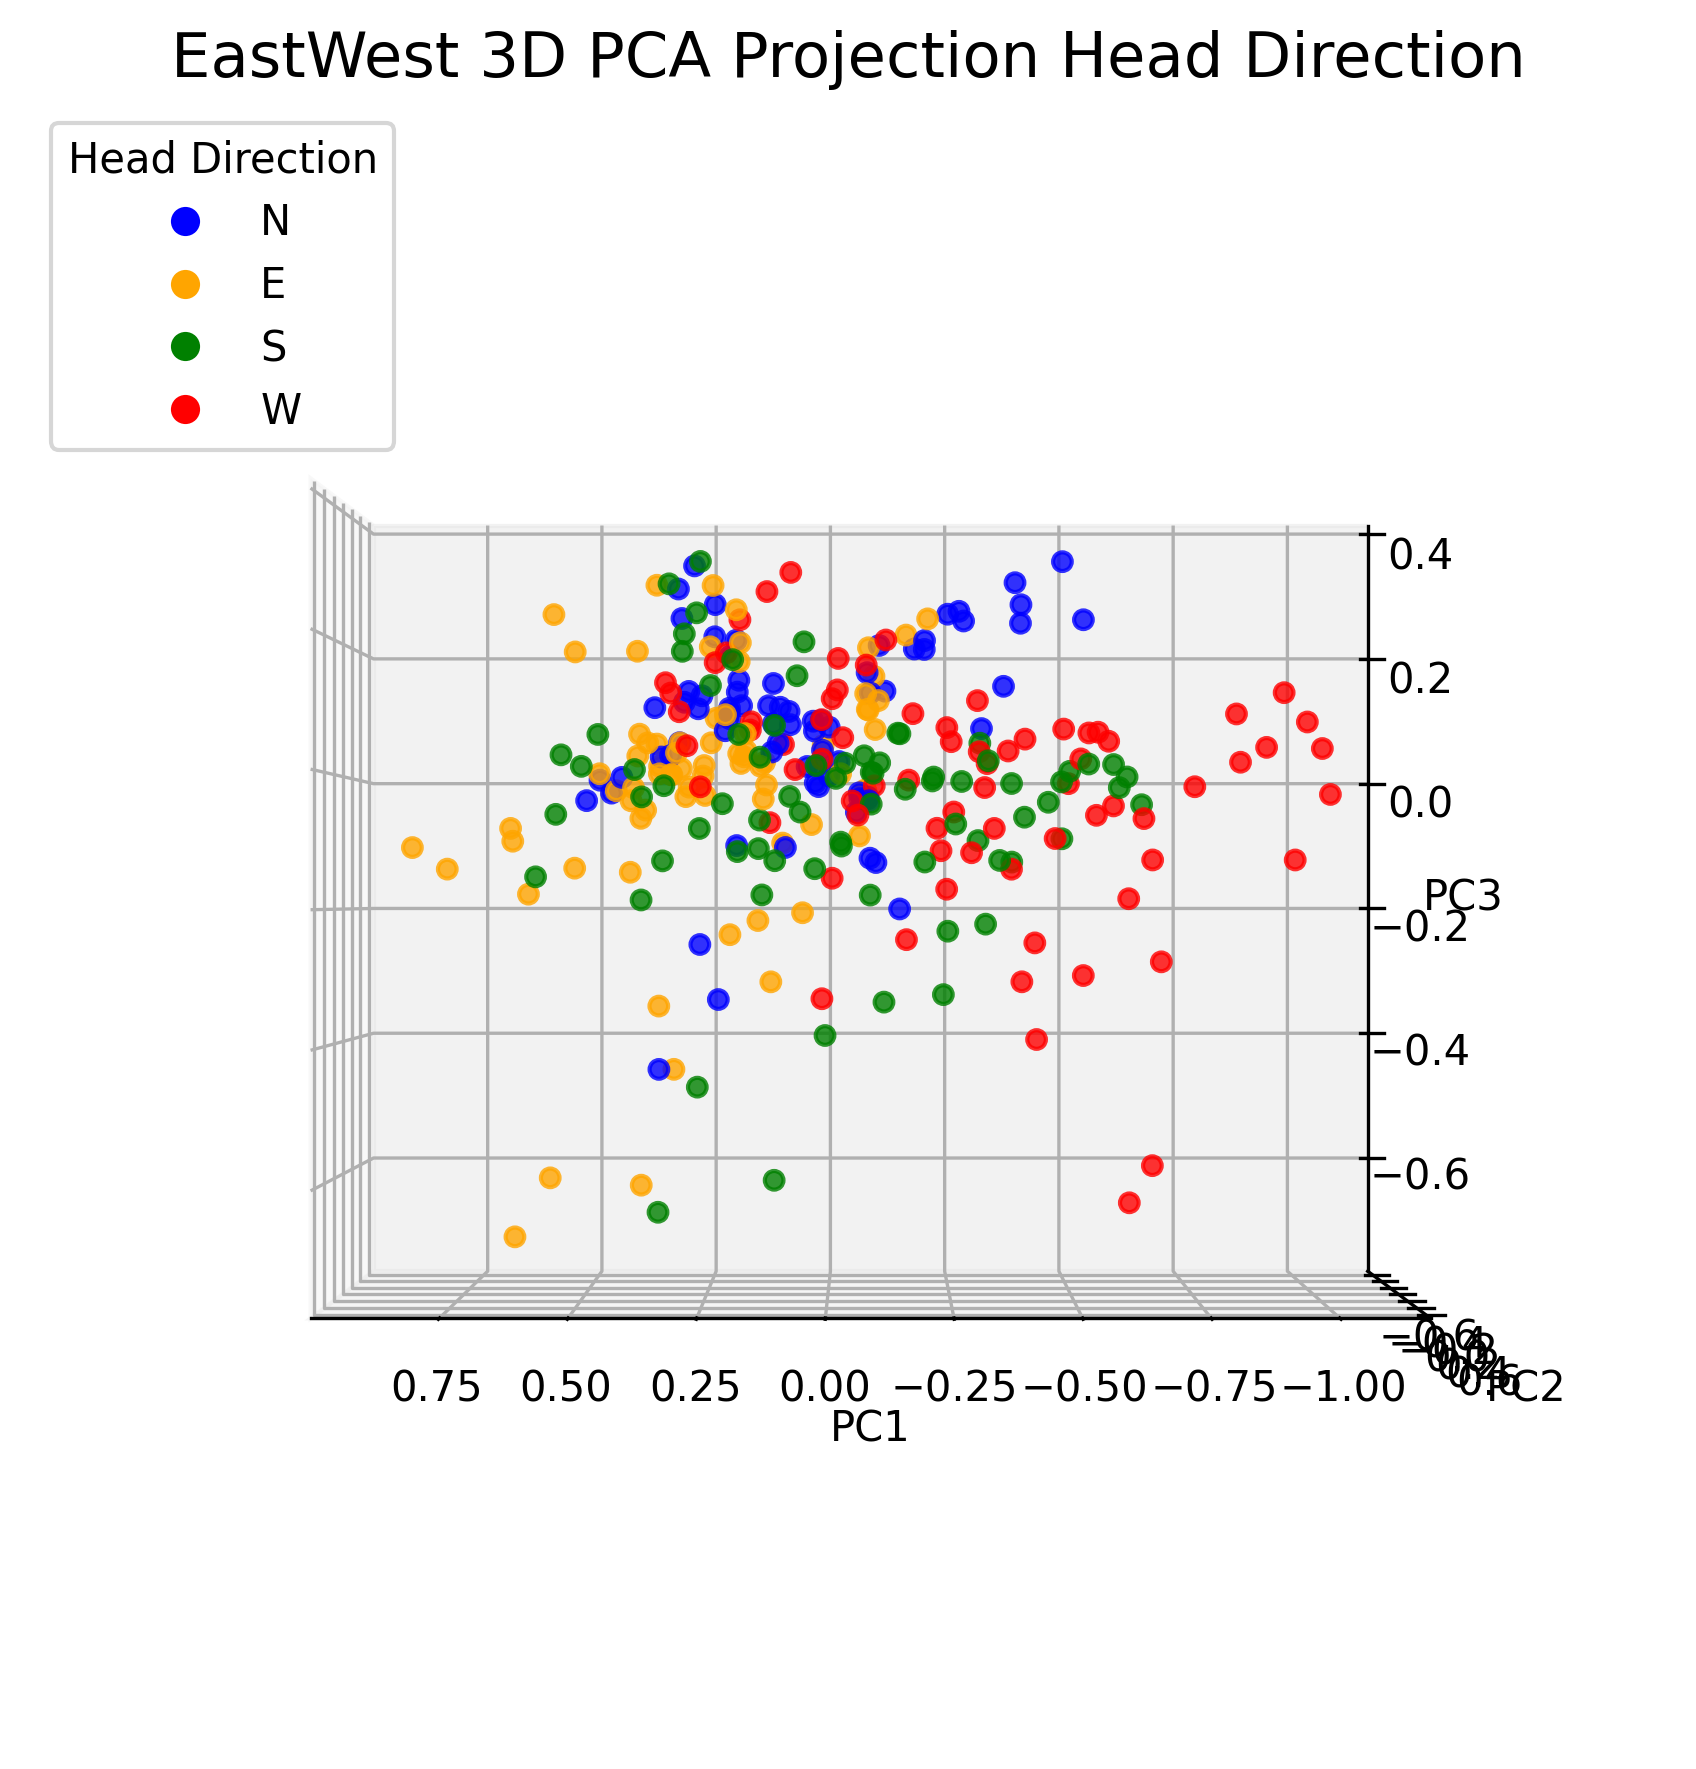 EastWest 3D PCA Projection Head Direction
Head Direction
N
E
S
W
0.4
0.2
0.0
PC3
−0.2
−0.4
−0.6
0.75 0.50 0.25 0.00 −0.25 −0.50 −0.75 −1.00
PC2
PC1